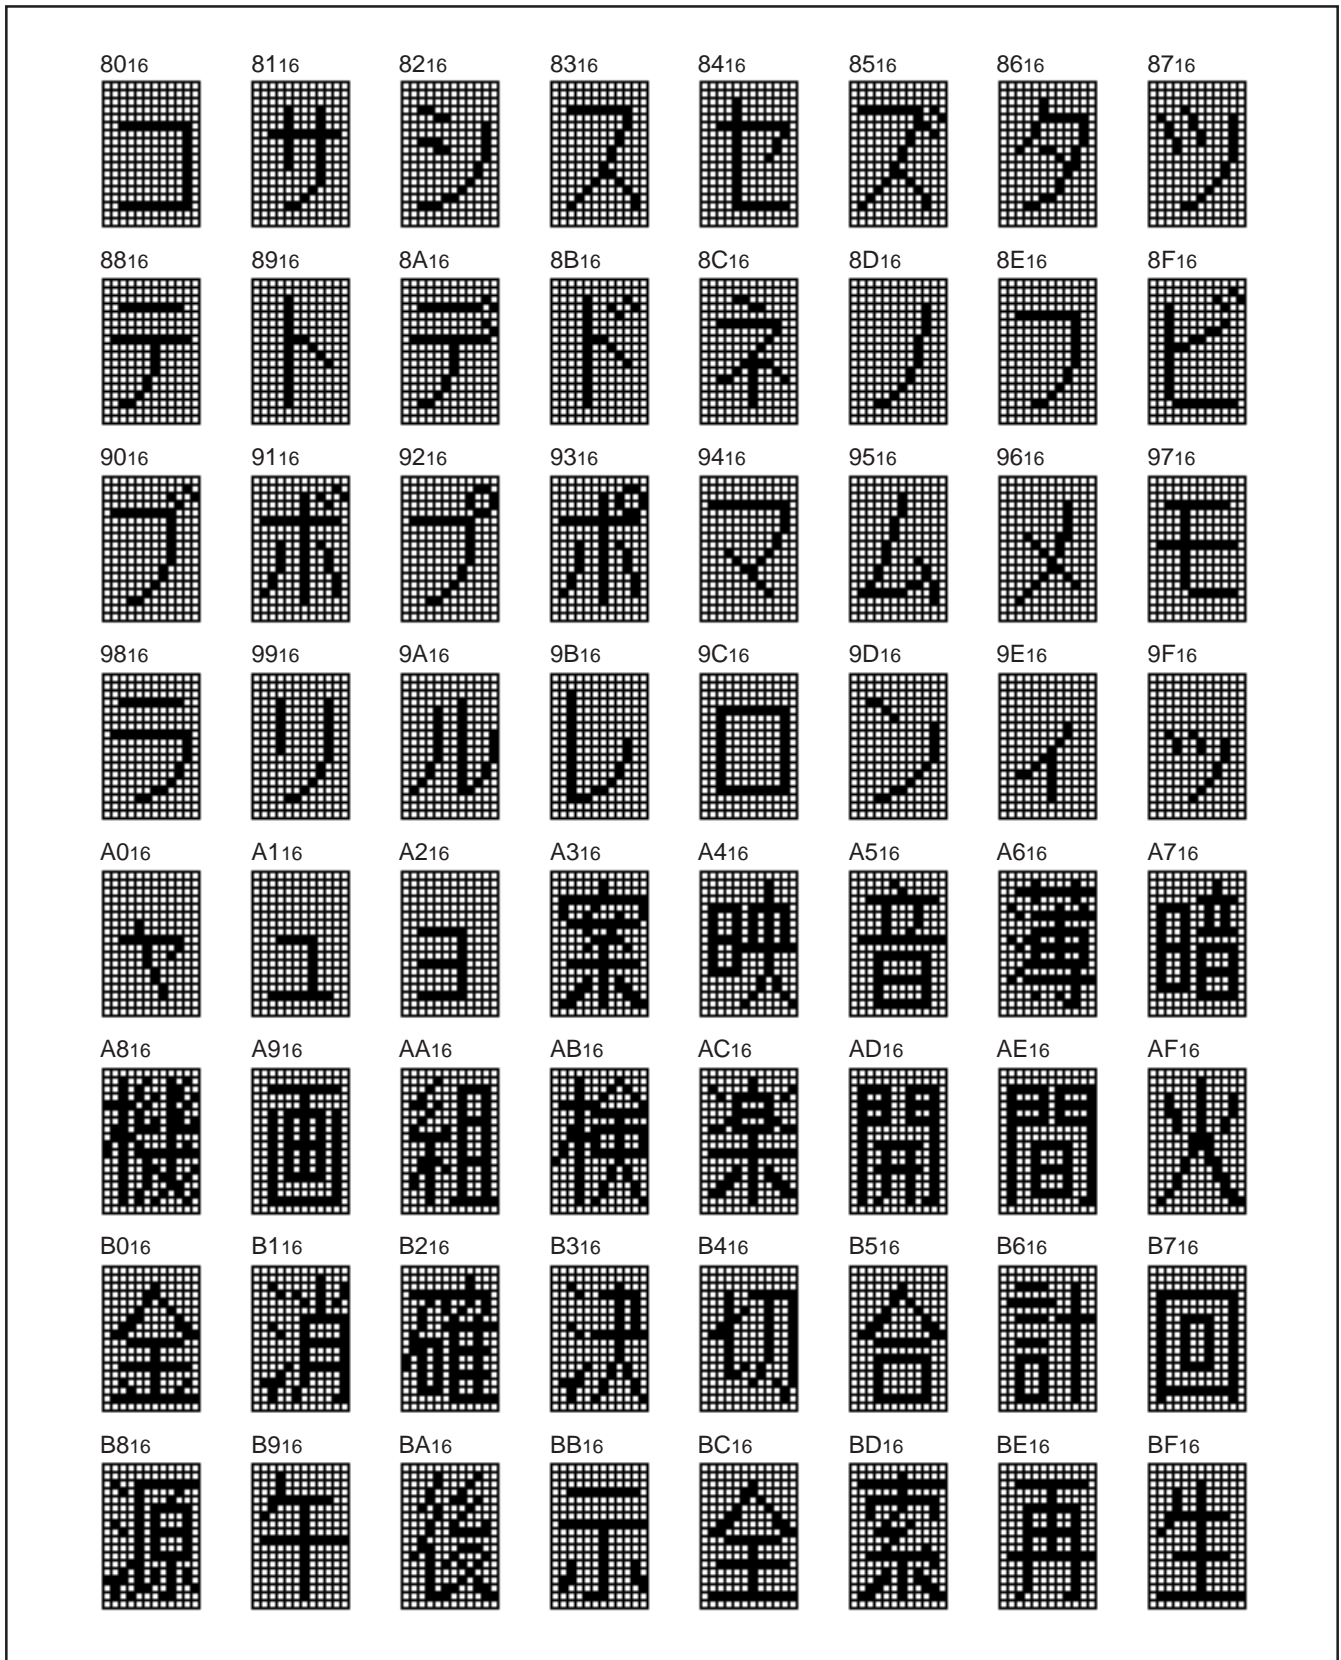 8016 8116 8216 8316 8416 8516 8616 8716
コ サ シ ス セ ズ タ ツ
8816 8916 8A16 8B16 8C16 8D16 8E16 8F16
テ ト デ ド ネ ノ フ ビ
9016 9116 9216 9316 9416 9516 9616 9716
ブ ボ プ ポ マ ム メ モ
9816 9916 9A16 9B16 9C16 9D16 9E16 9F16
ラ リ ル レ ロ ン ィ ッ
A016 A116 A216 A316 A416 A516 A616 A716
ャ ュ ョ 案 映 音 薄 暗
A816 A916 AA16 AB16 AC16 AD16 AE16 AF16
機 画 組 検 楽 開 間 火
B016 B116 B216 B316 B416 B516 B616 B716
金 消 確 決 切 合 計 回
B816 B916 BA16 BB16 BC16 BD16 BE16 BF16
源 午 後 示 全 索 再 生